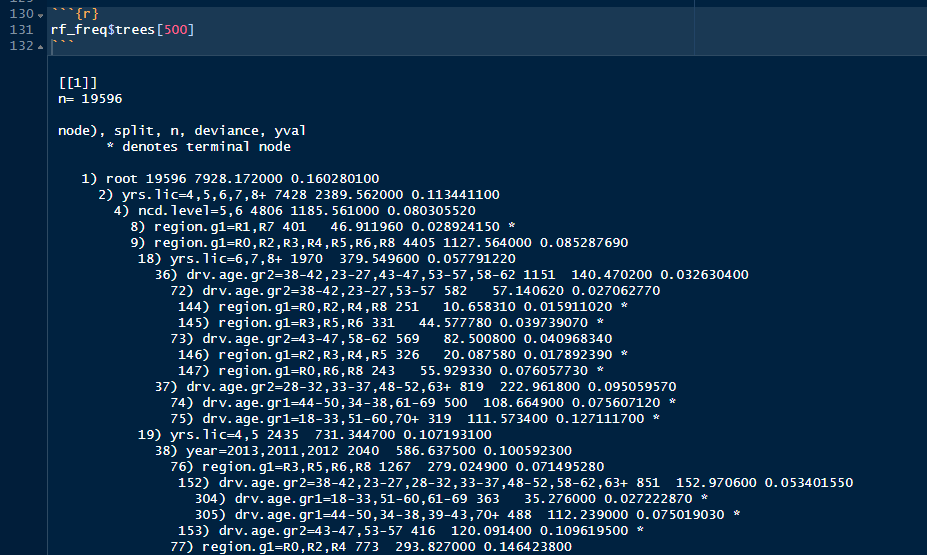 130 ```{r}
131 rf_freq$trees[500]
132 ```
[[1]]
n= 19596
node), split, n, deviance, yval
* denotes terminal node
1) root 19596 7928.172000 0.160280100
2) yrs.lic=4,5,6,7,8+ 7428 2389.562000 0.113441100
4) ncd.level=5,6 4806 1185.561000 0.080305520
8) region.g1=R1,R7 401 46.911960 0.028924150 *
9) region.g1=R0,R2,R3,R4,R5,R6,R8 4405 1127.564000 0.085287690
18) yrs.lic=6,7,8+ 1970 379.549600 0.057791220
36) drv.age.gr2=38-42,23-27,43-47,53-57,58-62 1151 140.470200 0.032630400
72) drv.age.gr2=38-42,23-27,53-57 582 57.140620 0.027062770
144) region.g1=R0,R2,R4,R8 251 10.658310 0.015911020 *
145) region.g1=R3,R5,R6 331 44.577780 0.039739070 *
73) drv.age.gr2=43-47,58-62 569 82.500800 0.040968340
146) region.g1=R2,R3,R4,R5 326 20.087580 0.017892390 *
147) region.g1=R0,R6,R8 243 55.929330 0.076057730 *
37) drv.age.gr2=28-32,33-37,48-52,63+ 819 222.961800 0.095059570
74) drv.age.gr1=44-50,34-38,61-69 500 108.664900 0.075607120 *
75) drv.age.gr1=18-33,51-60,70+ 319 111.573400 0.127111700 *
19) yrs.lic=4,5 2435 731.344700 0.107193100
38) year=2013,2011,2012 2040 586.637500 0.100592300
76) region.g1=R3,R5,R6,R8 1267 279.024900 0.071495280
152) drv.age.gr2=38-42,23-27,28-32,33-37,48-52,58-62,63+ 851 152.970600 0.053401550
304) drv.age.gr1=18-33,51-60,61-69 363 35.276000 0.027222870 *
305) drv.age.gr1=44-50,34-38,39-43,70+ 488 112.239000 0.075019030 *
153) drv.age.gr2=43-47,53-57 416 120.091400 0.109619500 *
77) region.g1=R0,R2,R4 773 293.827000 0.146423800